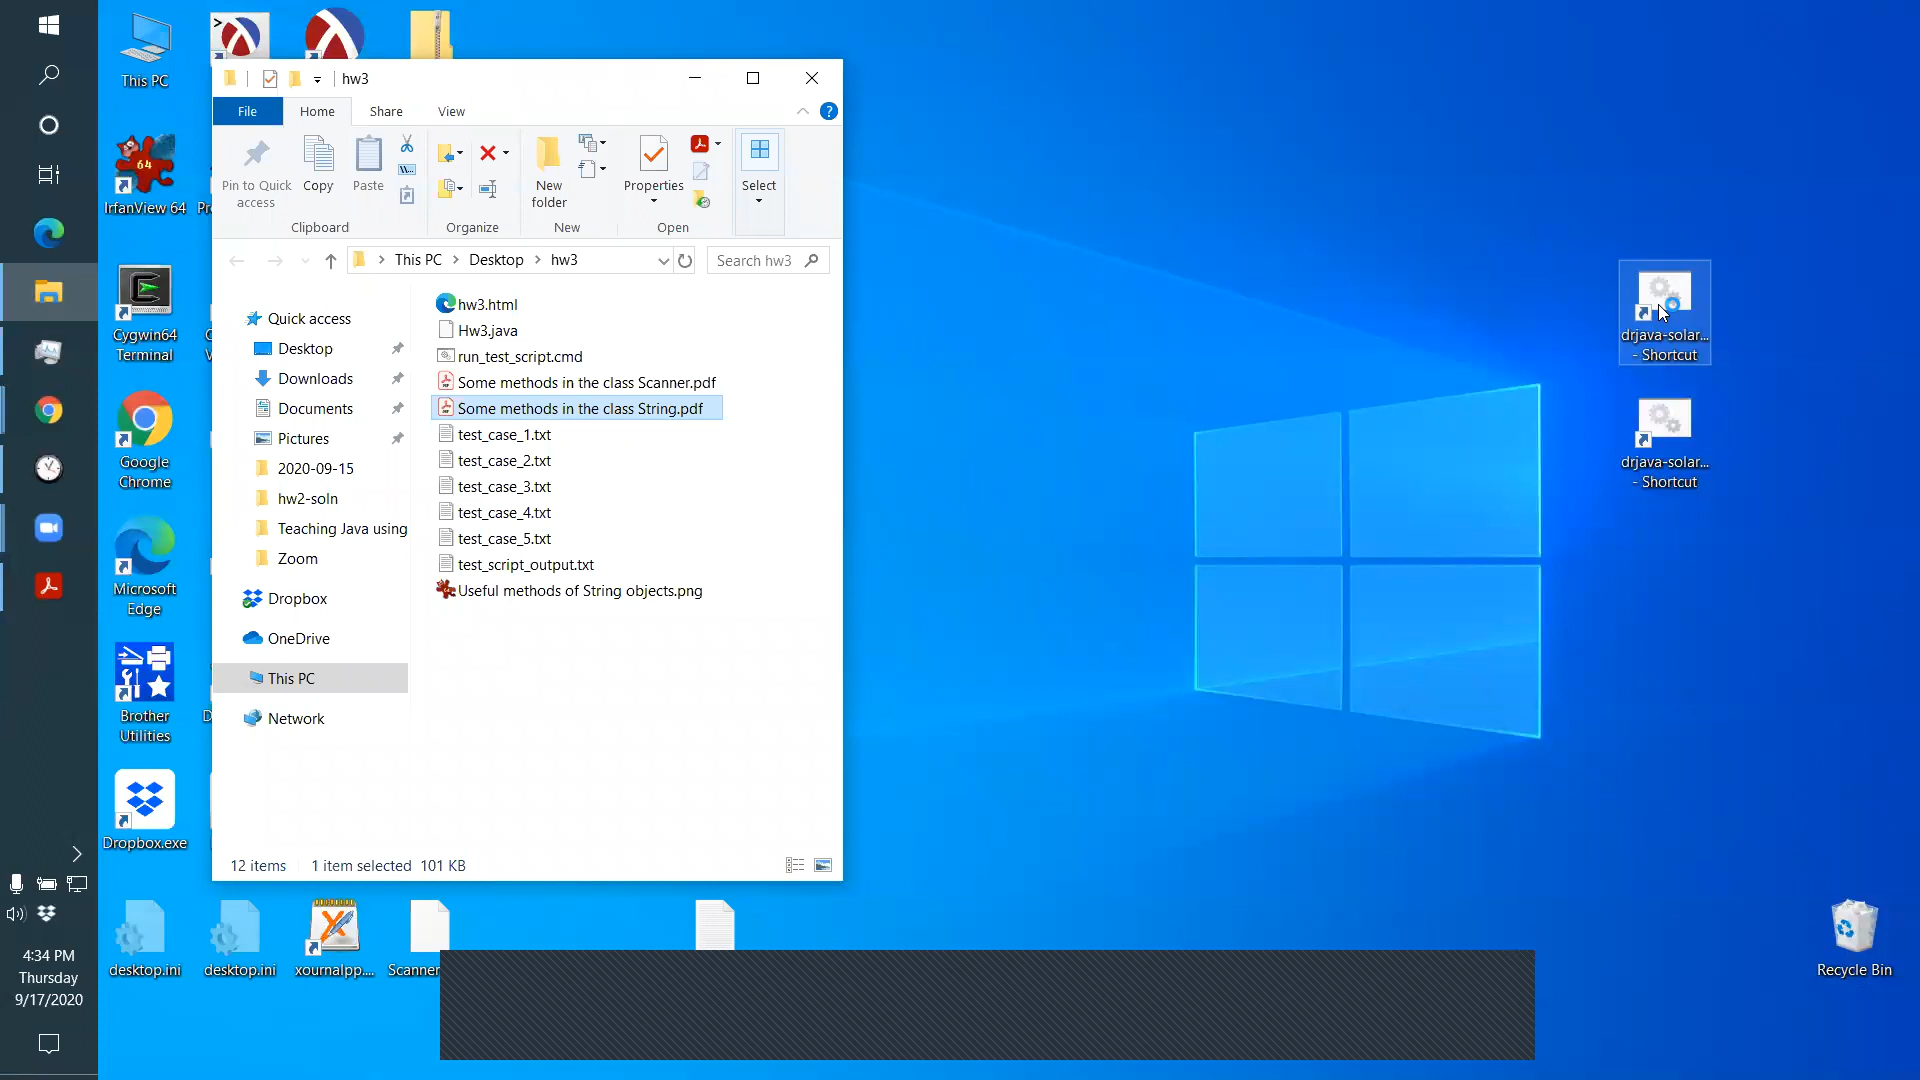 This PC
64
IrfanView 64
Cygwin64
Terminal
Google
Chrome
Microsoft
Edge
Brother
Utilities
Dropbox.exe
4:34 PM
Thursday
9/17/2020
hw3
File
Home
Share
View
Pin to Quick
access
Copy
Paste
New
folder
Properties
Select
Clipboard
Organize
New
Open
This PC
Desktop
hw3
Search hw3
Quick access
Desktop
Downloads
Documents
Pictures
2020-09-15
hw2-soln
Teaching Java using
Zoom
Dropbox
OneDrive
This PC
Network
hw3.html
Hw3.java
run_test_script.cmd
Some methods in the class Scanner.pdf
Some methods in the class String.pdf
test_case_1.txt
test_case_2.txt
test_case_3.txt
test_case_4.txt
test_case_5.txt
test_script_output.txt
Useful methods of String objects.png
12 items
1 item selected 101 KB
desktop.ini
desktop.ini
xournalpp....
Scanner
drjava-solar...
- Shortcut
drjava-solar...
- Shortcut
Recycle Bin